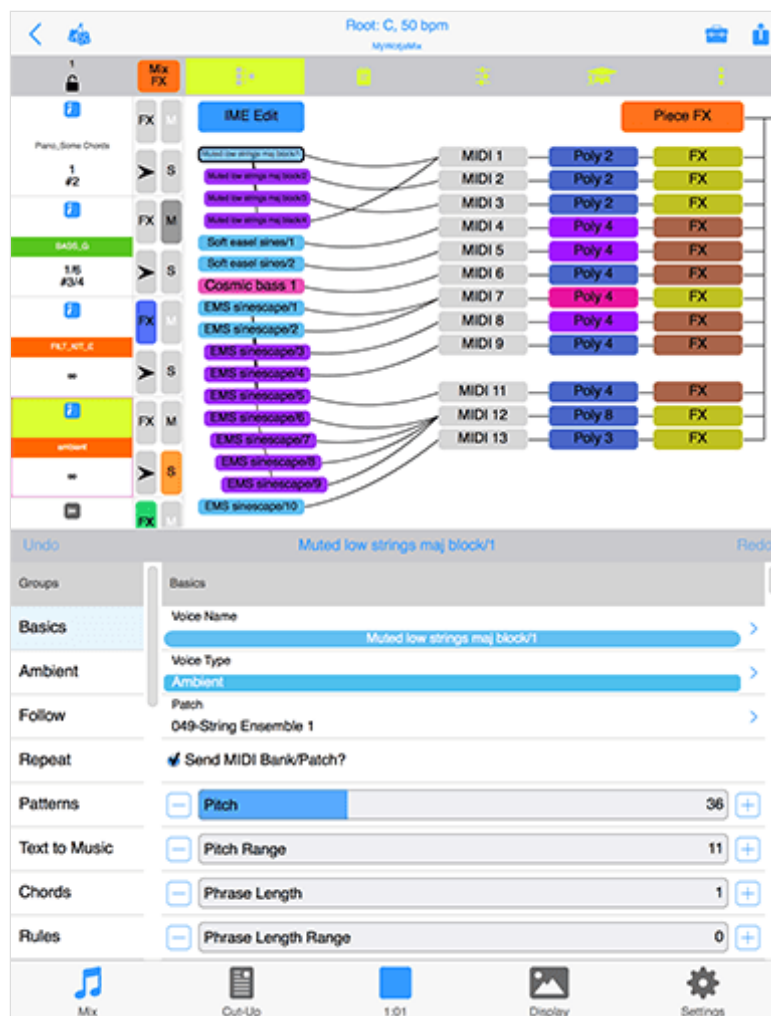 Root: C, 50 bpm
MyWotjaMix
1
Mix FX
FX M
IME Edit
Piece FX
Piano_Some Chords
1
#2
S
Muted low strings maj block/1
Muted low strings maj block/2
Muted low strings maj block/3
Muted low strings maj block/4
Soft easel sines/1
Soft easel sines/2
Cosmic bass 1
EMS sinescape/1
EMS sinescape/2
EMS sinescape/3
EMS sinescape/4
EMS sinescape/5
EMS sinescape/6
EMS sinescape/7
EMS sinescape/8
EMS sinescape/9
EMS sinescape/10
MIDI 1 Poly 2 FX
MIDI 2 Poly 2 FX
MIDI 3 Poly 2 FX
MIDI 4 Poly 4 FX
MIDI 5 Poly 4 FX
MIDI 6 Poly 4 FX
MIDI 7 Poly 4 FX
MIDI 8 Poly 4 FX
MIDI 9 Poly 4 FX
MIDI 11 Poly 4 FX
MIDI 12 Poly 8 FX
MIDI 13 Poly 3 FX
FX M
BASS_G
1/6
#3/4
S
FX M
FILT_KIT_E
∞
S
FX M
ambient
∞
S
FX M
Undo Muted low strings maj block/1 Redo
Groups
Basics
Ambient
Follow
Repeat
Patterns
Text to Music
Chords
Rules
Basics
Voice Name
Muted low strings maj block/1
Voice Type
Ambient
Patch
049-String Ensemble 1
Send MIDI Bank/Patch?
Pitch 36
Pitch Range 11
Phrase Length 1
Phrase Length Range 0
Mix Cut-Up 1:01 Display Settings